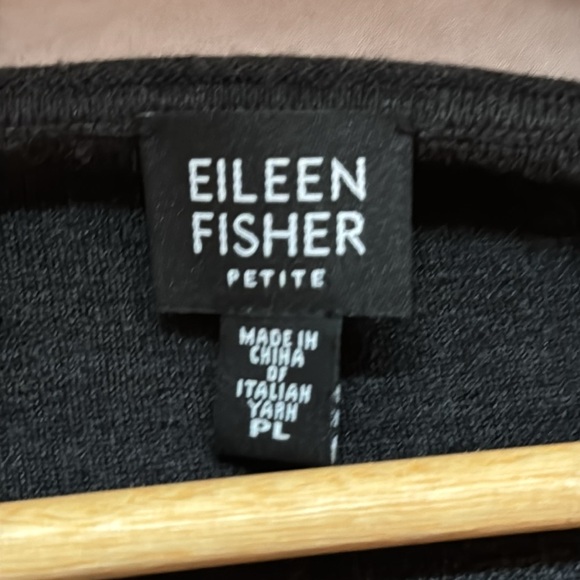 EILEEN
FISHER
PETITE
MADE IN
CHINA
OF
ITALIAN
YARN
PL